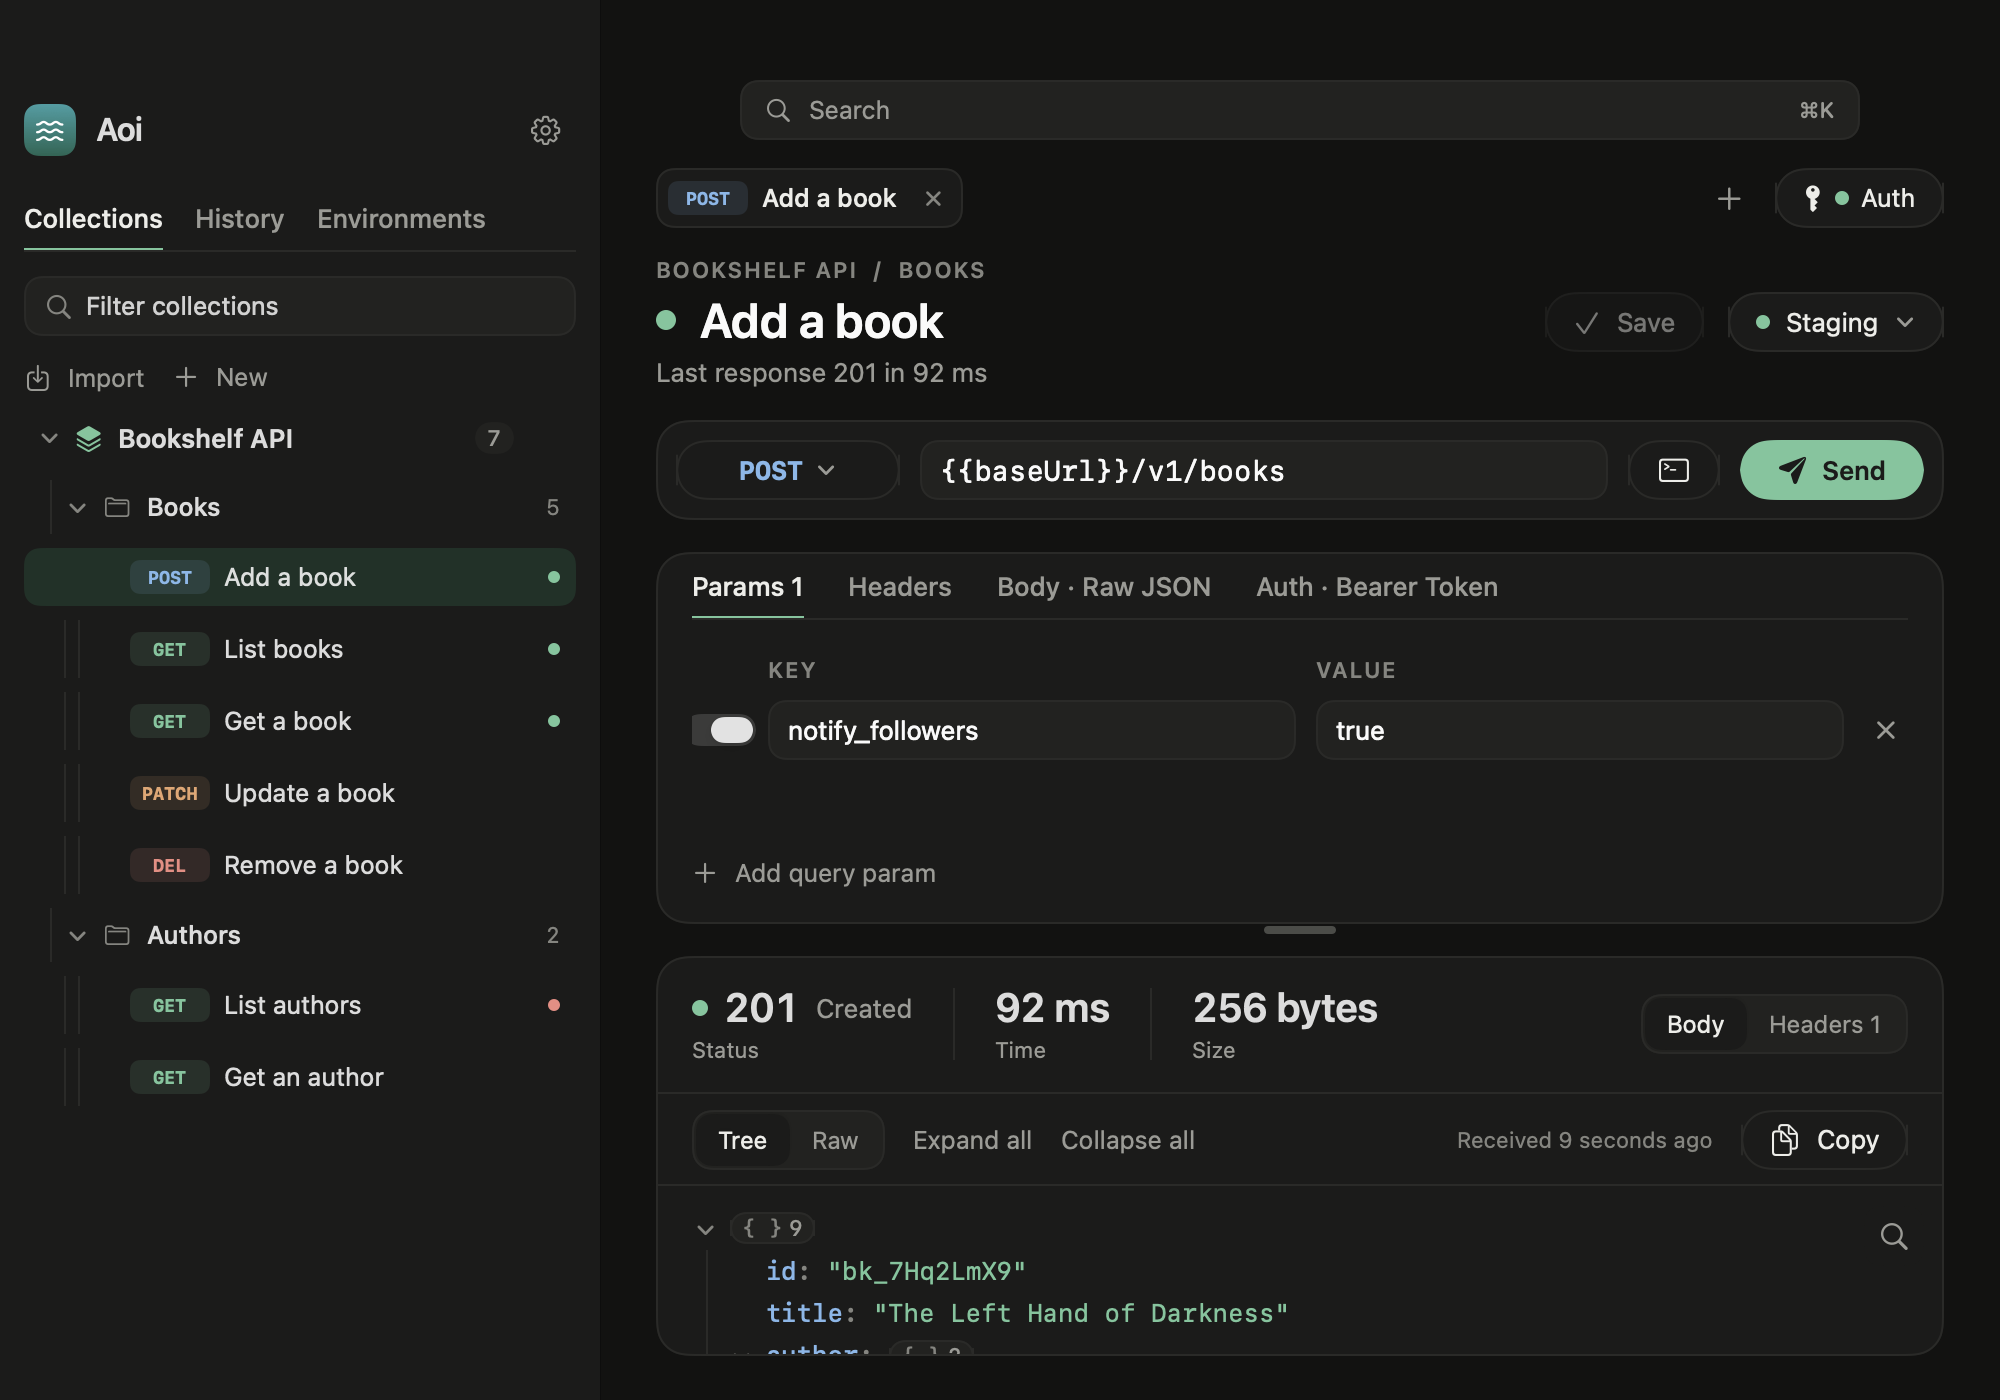 Aoi
Collections History Environments
Filter collections
Import + New
Bookshelf API 7
Books 5
POST Add a book
GET List books
GET Get a book
PATCH Update a book
DEL Remove a book
Authors 2
GET List authors
GET Get an author
Search ⌘K
POST Add a book ×
+ Auth
BOOKSHELF API / BOOKS
Add a book
Save Staging
Last response 201 in 92 ms
POST {{baseUrl}}/v1/books Send
Params 1 Headers Body · Raw JSON Auth · Bearer Token
KEY VALUE
notify_followers true ×
+ Add query param
201 Created 92 ms 256 bytes
Status Time Size
Body Headers 1
Tree Raw Expand all Collapse all Received 9 seconds ago Copy
{ } 9
id: "bk_7Hq2LmX9"
title: "The Left Hand of Darkness"
author: { } 2